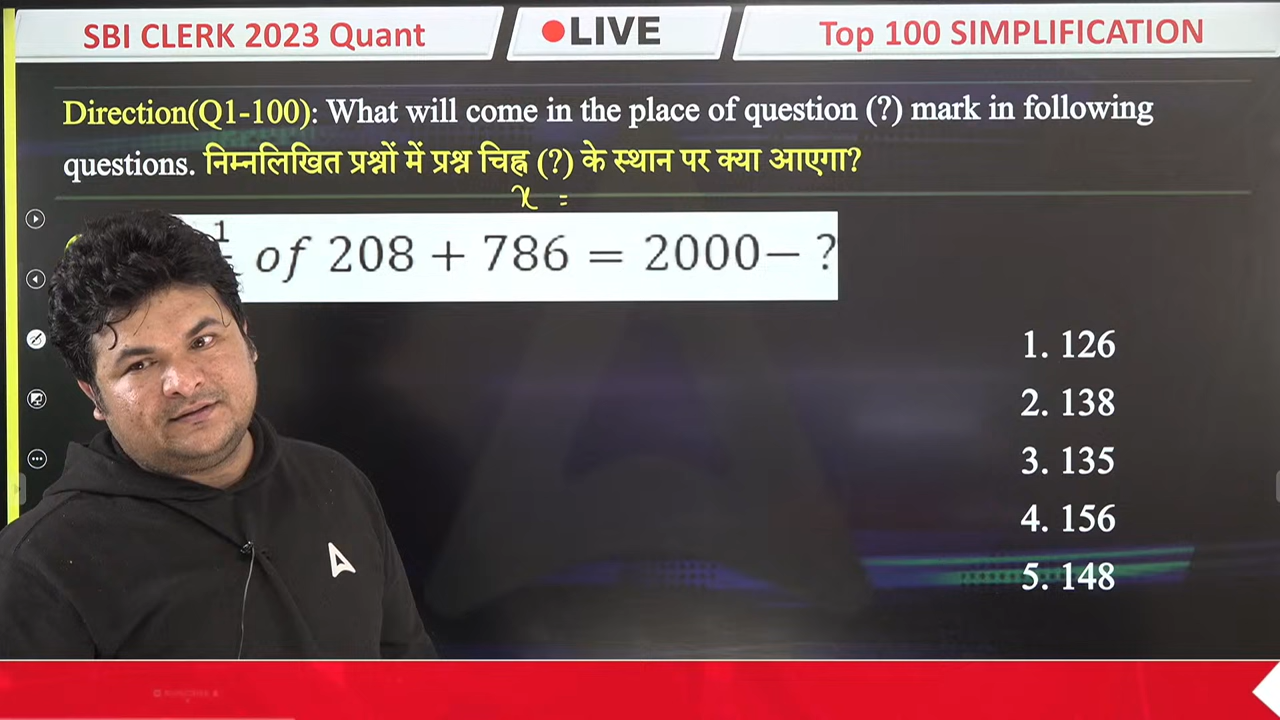 SBI CLERK 2023 Quant
LIVE
Top 100 SIMPLIFICATION
Direction(Q1-100): What will come in the place of question (?) mark in following
questions. निम्नलिखित प्रश्नों में प्रश्न चिह्न (?) के स्थान पर क्या आएगा?
x =
1 of 208 + 786 = 2000− ?
1. 126
2. 138
3. 135
4. 156
5. 148